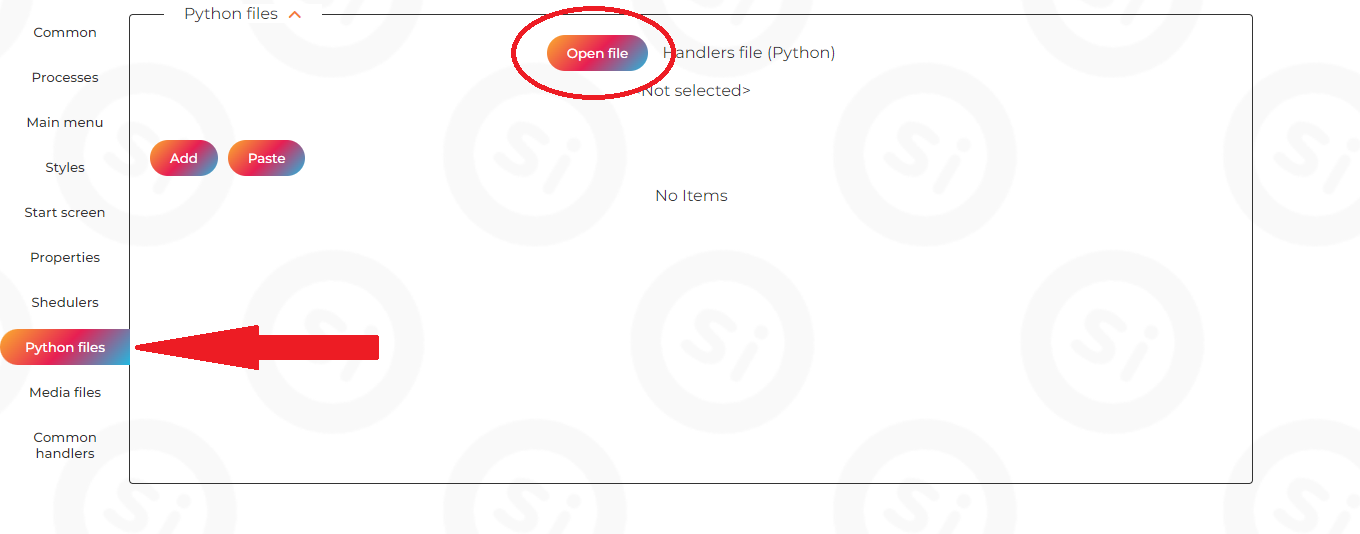 Common
Processes
Main menu
Styles
Start screen
Properties
Shedulers
Python files
Media files
Common
handlers
Python files
Open file Handlers file (Python)
Not selected>
Add Paste
No Items